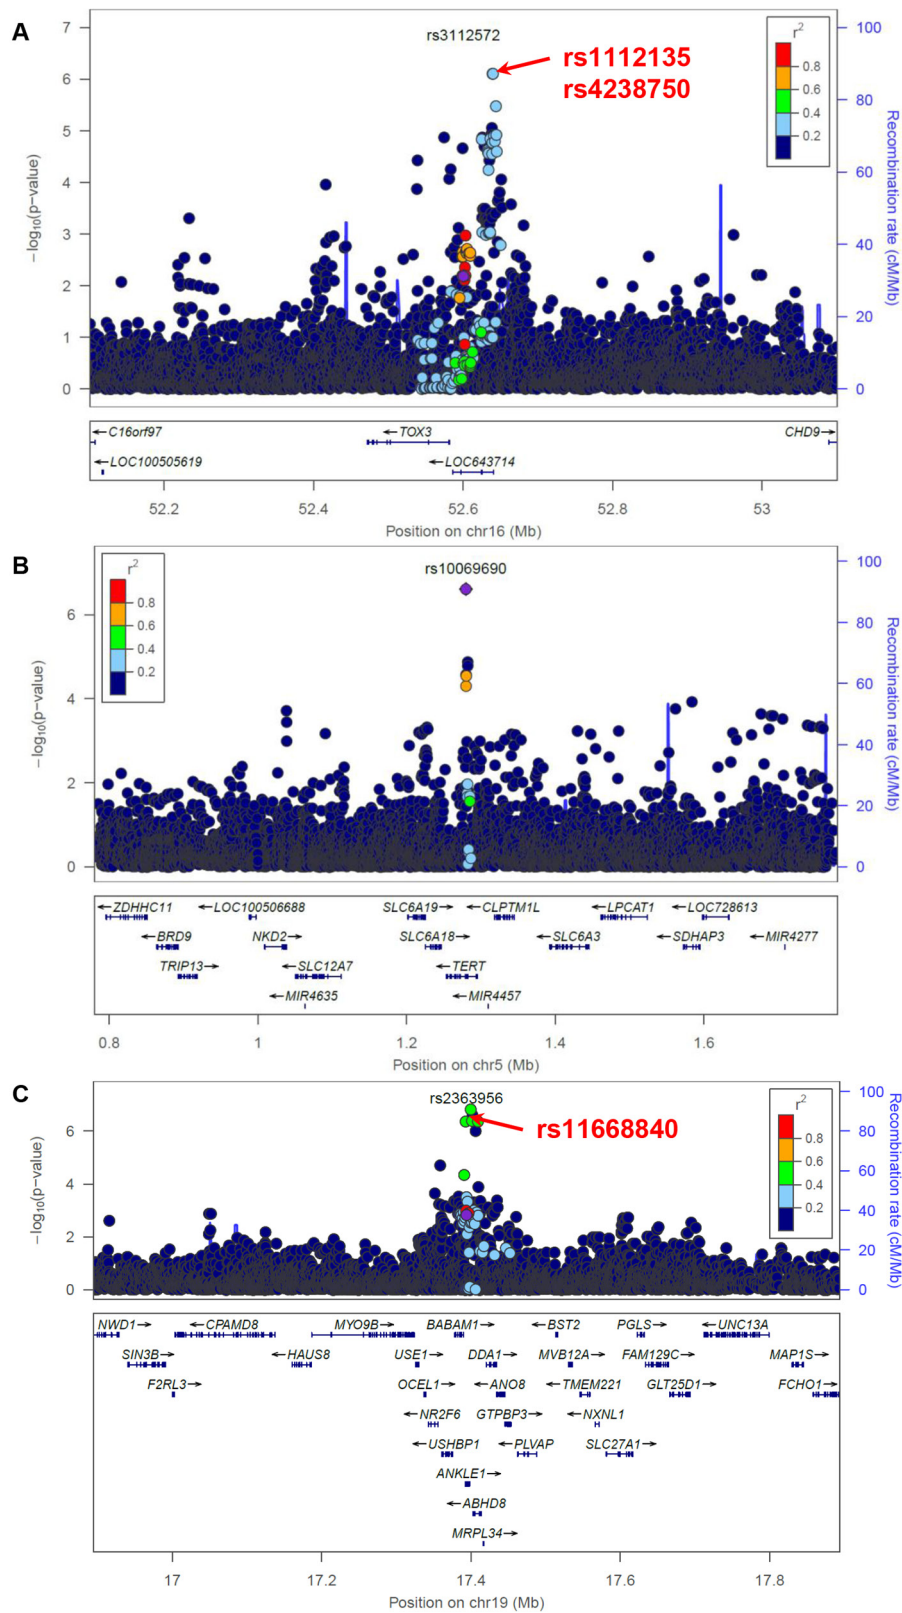 A
rs3112572
rs1112135
rs4238750
r2
0.8
0.6
0.4
0.2
7
6
5
4
3
2
1
0
−log10(p−value)
100
80
60
40
20
0
Recombination rate (cM/Mb)
←C16orf97
←TOX3
CHD9→
←LOC100505619
←LOC643714
52.2 52.4 52.6 52.8 53
Position on chr16 (Mb)
B
rs10069690
r2
0.8
0.6
0.4
0.2
6
4
2
0
−log10(p−value)
100
80
60
40
20
0
Recombination rate (cM/Mb)
←ZDHHC11 ←LOC100506688 SLC6A19→ ←CLPTM1L ←LPCAT1 ←LOC728613
←BRD9 NKD2→ SLC6A18→ ←SLC6A3 ←SDHAP3 ←MIR4277
TRIP13→ ←SLC12A7 ←TERT
←MIR4635 ←MIR4457
0.8 1 1.2 1.4 1.6
Position on chr5 (Mb)
C
rs2363956
rs11668840
r2
0.8
0.6
0.4
0.2
6
4
2
0
−log10(p−value)
100
80
60
40
20
0
Recombination rate (cM/Mb)
NWD1→ ←CPAMD8 MYO9B→ BABAM1→ ←BST2 PGLS→ ←UNC13A
SIN3B→ ←HAUS8 USE1→ DDA1→ MVB12A→ FAM129C→ MAP1S→
F2RL3→ OCEL1→ ←ANO8 ←TMEM221 GLT25D1→ FCHO1→
←NR2F6 GTPBP3→ ←NXNL1
←USHBP1 ←PLVAP SLC27A1→
ANKLE1→
←ABHD8
MRPL34→
17 17.2 17.4 17.6 17.8
Position on chr19 (Mb)